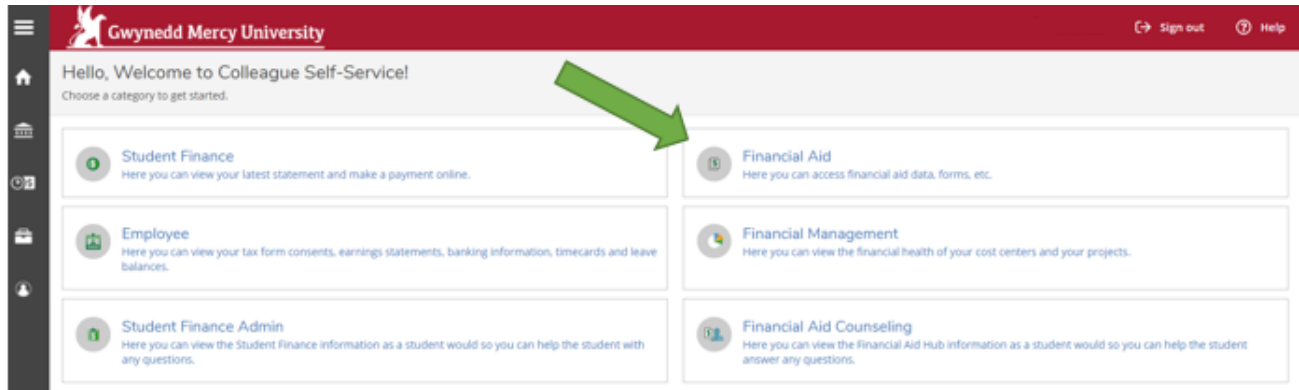 Gwynedd Mercy University
Sign out
Help
Hello, Welcome to Colleague Self-Service!
Choose a category to get started.
Student Finance
Here you can view your latest statement and make a payment online.
Financial Aid
Here you can access financial aid data, forms, etc.
Employee
Here you can view your tax form consents, earnings statements, banking information, timecards and leave
balances.
Financial Management
Here you can view the financial health of your cost centers and your projects.
Student Finance Admin
Here you can view the Student Finance information as a student would so you can help the student with
any questions.
Financial Aid Counseling
Here you can view the Financial Aid Hub information as a student would so you can help the student
answer any questions.